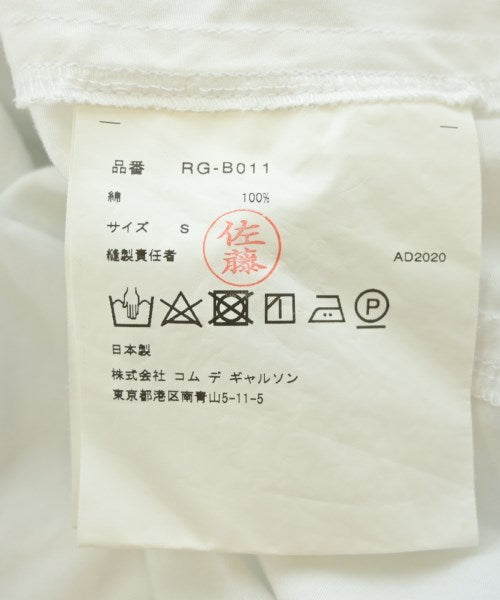 品番 RG-B011
綿 100%
サイズ S
佐藤
縫製責任者 AD2020
P
日本製
株式会社 コム デ ギャルソン
東京都港区南青山5-11-5